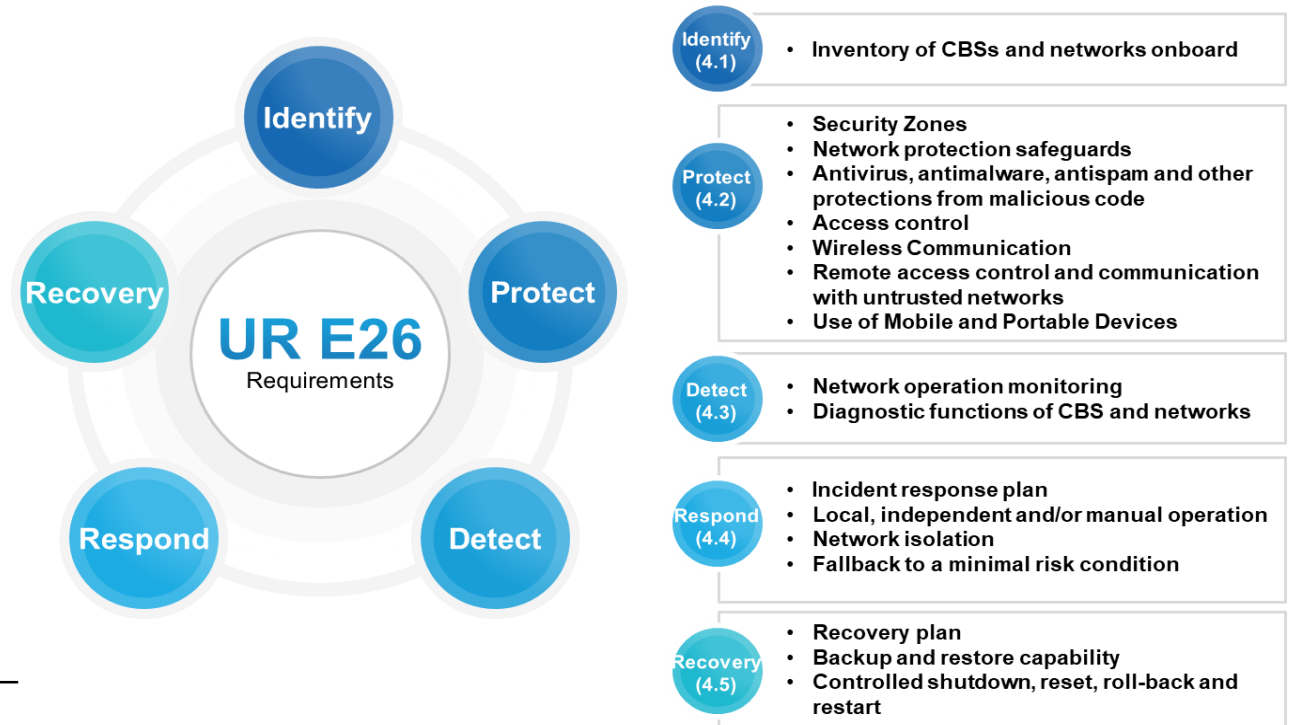 Identify
Protect
Detect
Respond
Recovery
UR E26
Requirements
Identify
(4.1)
• Inventory of CBSs and networks onboard
Protect
(4.2)
• Security Zones
• Network protection safeguards
• Antivirus, antimalware, antispam and other
protections from malicious code
• Access control
• Wireless Communication
• Remote access control and communication
with untrusted networks
• Use of Mobile and Portable Devices
Detect
(4.3)
• Network operation monitoring
• Diagnostic functions of CBS and networks
Respond
(4.4)
• Incident response plan
• Local, independent and/or manual operation
• Network isolation
• Fallback to a minimal risk condition
Recovery
(4.5)
• Recovery plan
• Backup and restore capability
• Controlled shutdown, reset, roll-back and
restart